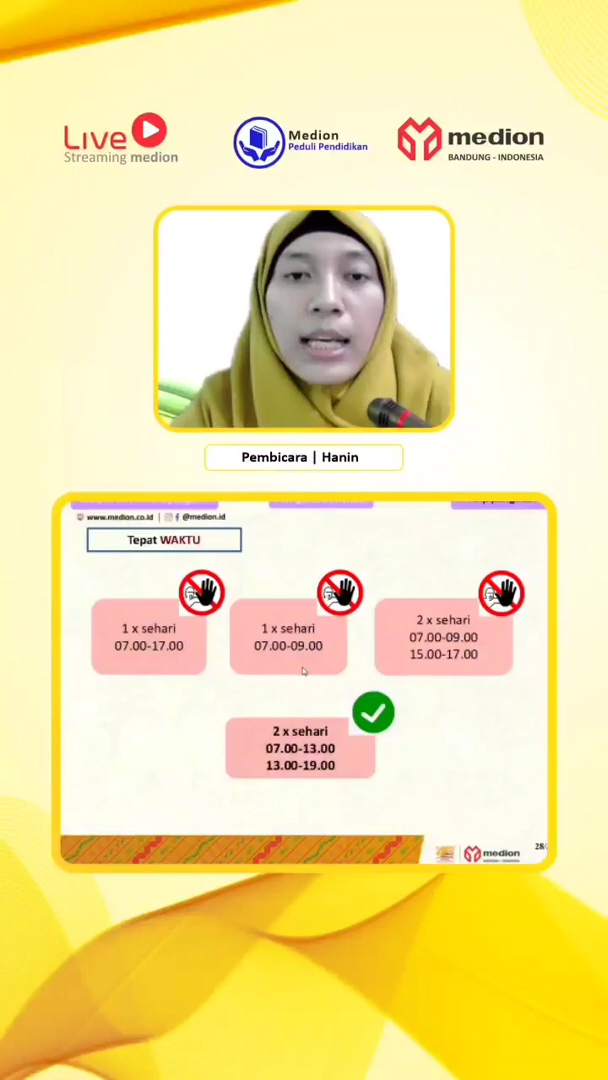 LIVE
Streaming medion
Medion
Peduli Pendidikan
medion
BANDUNG - INDONESIA
Pembicara | Hanin
www.medion.co.id | @medion.id
Tepat WAKTU
1 x sehari
07.00-17.00
1 x sehari
07.00-09.00
2 x sehari
07.00-09.00
15.00-17.00
2 x sehari
07.00-13.00
13.00-19.00
medion
28/